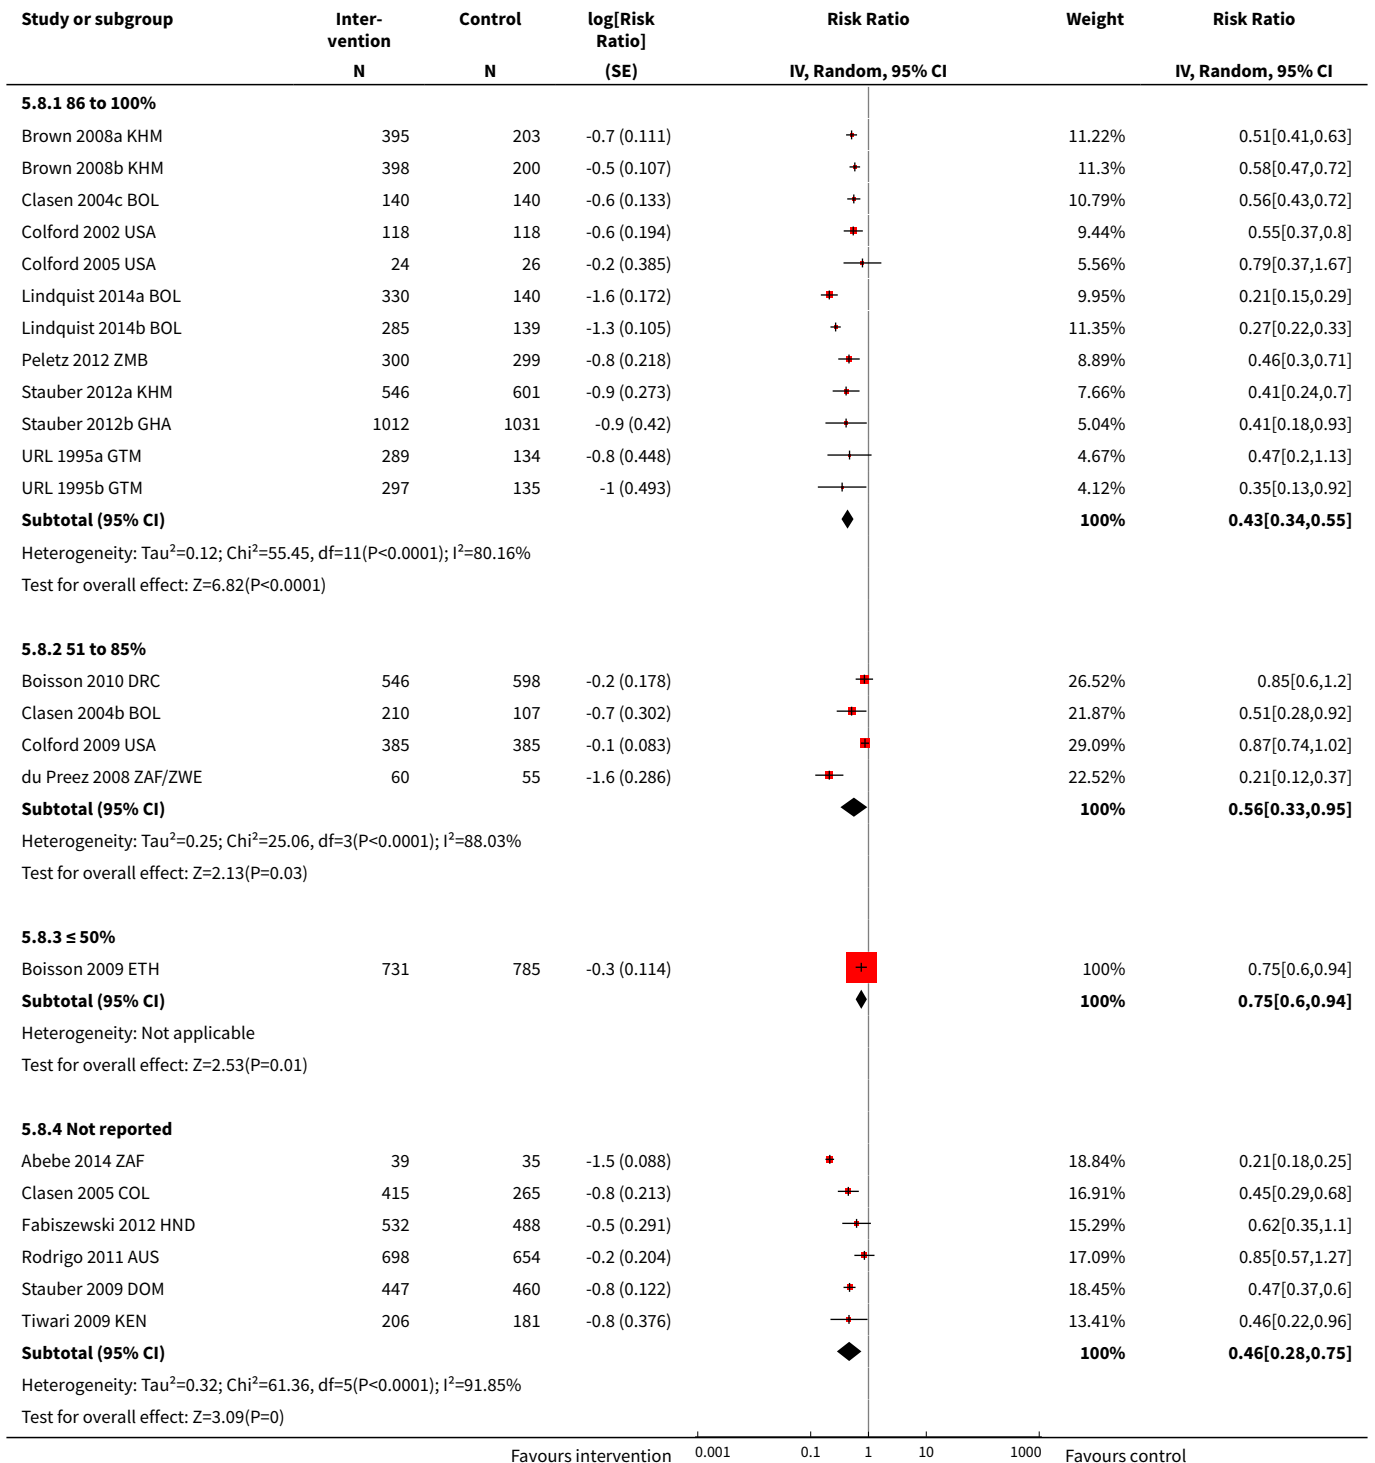 Study or subgroup Inter- Control log[Risk Risk Ratio Weight Risk Ratio
vention Ratio]
N N (SE) IV, Random, 95% CI IV, Random, 95% CI
5.8.1 86 to 100%
Brown 2008a KHM 395 203 -0.7 (0.111) 11.22% 0.51[0.41,0.63]
Brown 2008b KHM 398 200 -0.5 (0.107) 11.3% 0.58[0.47,0.72]
Clasen 2004c BOL 140 140 -0.6 (0.133) 10.79% 0.56[0.43,0.72]
Colford 2002 USA 118 118 -0.6 (0.194) 9.44% 0.55[0.37,0.8]
Colford 2005 USA 24 26 -0.2 (0.385) 5.56% 0.79[0.37,1.67]
Lindquist 2014a BOL 330 140 -1.6 (0.172) 9.95% 0.21[0.15,0.29]
Lindquist 2014b BOL 285 139 -1.3 (0.105) 11.35% 0.27[0.22,0.33]
Peletz 2012 ZMB 300 299 -0.8 (0.218) 8.89% 0.46[0.3,0.71]
Stauber 2012a KHM 546 601 -0.9 (0.273) 7.66% 0.41[0.24,0.7]
Stauber 2012b GHA 1012 1031 -0.9 (0.42) 5.04% 0.41[0.18,0.93]
URL 1995a GTM 289 134 -0.8 (0.448) 4.67% 0.47[0.2,1.13]
URL 1995b GTM 297 135 -1 (0.493) 4.12% 0.35[0.13,0.92]
Subtotal (95% CI) 100% 0.43[0.34,0.55]
Heterogeneity: Tau²=0.12; Chi²=55.45, df=11(P<0.0001); I²=80.16%
Test for overall effect: Z=6.82(P<0.0001)
5.8.2 51 to 85%
Boisson 2010 DRC 546 598 -0.2 (0.178) 26.52% 0.85[0.6,1.2]
Clasen 2004b BOL 210 107 -0.7 (0.302) 21.87% 0.51[0.28,0.92]
Colford 2009 USA 385 385 -0.1 (0.083) 29.09% 0.87[0.74,1.02]
du Preez 2008 ZAF/ZWE 60 55 -1.6 (0.286) 22.52% 0.21[0.12,0.37]
Subtotal (95% CI) 100% 0.56[0.33,0.95]
Heterogeneity: Tau²=0.25; Chi²=25.06, df=3(P<0.0001); I²=88.03%
Test for overall effect: Z=2.13(P=0.03)
5.8.3 ≤ 50%
Boisson 2009 ETH 731 785 -0.3 (0.114) 100% 0.75[0.6,0.94]
Subtotal (95% CI) 100% 0.75[0.6,0.94]
Heterogeneity: Not applicable
Test for overall effect: Z=2.53(P=0.01)
5.8.4 Not reported
Abebe 2014 ZAF 39 35 -1.5 (0.088) 18.84% 0.21[0.18,0.25]
Clasen 2005 COL 415 265 -0.8 (0.213) 16.91% 0.45[0.29,0.68]
Fabiszewski 2012 HND 532 488 -0.5 (0.291) 15.29% 0.62[0.35,1.1]
Rodrigo 2011 AUS 698 654 -0.2 (0.204) 17.09% 0.85[0.57,1.27]
Stauber 2009 DOM 447 460 -0.8 (0.122) 18.45% 0.47[0.37,0.6]
Tiwari 2009 KEN 206 181 -0.8 (0.376) 13.41% 0.46[0.22,0.96]
Subtotal (95% CI) 100% 0.46[0.28,0.75]
Heterogeneity: Tau²=0.32; Chi²=61.36, df=5(P<0.0001); I²=91.85%
Test for overall effect: Z=3.09(P=0)
Favours intervention 0.001 0.1 1 10 1000 Favours control